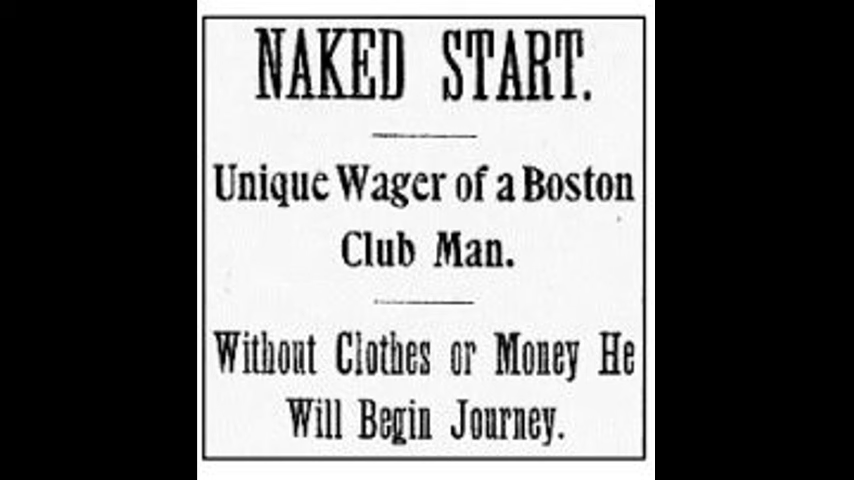 NAKED START.
Unique Wager of a Boston
Club Man.
Without Clothes or Money He
Will Begin Journey.